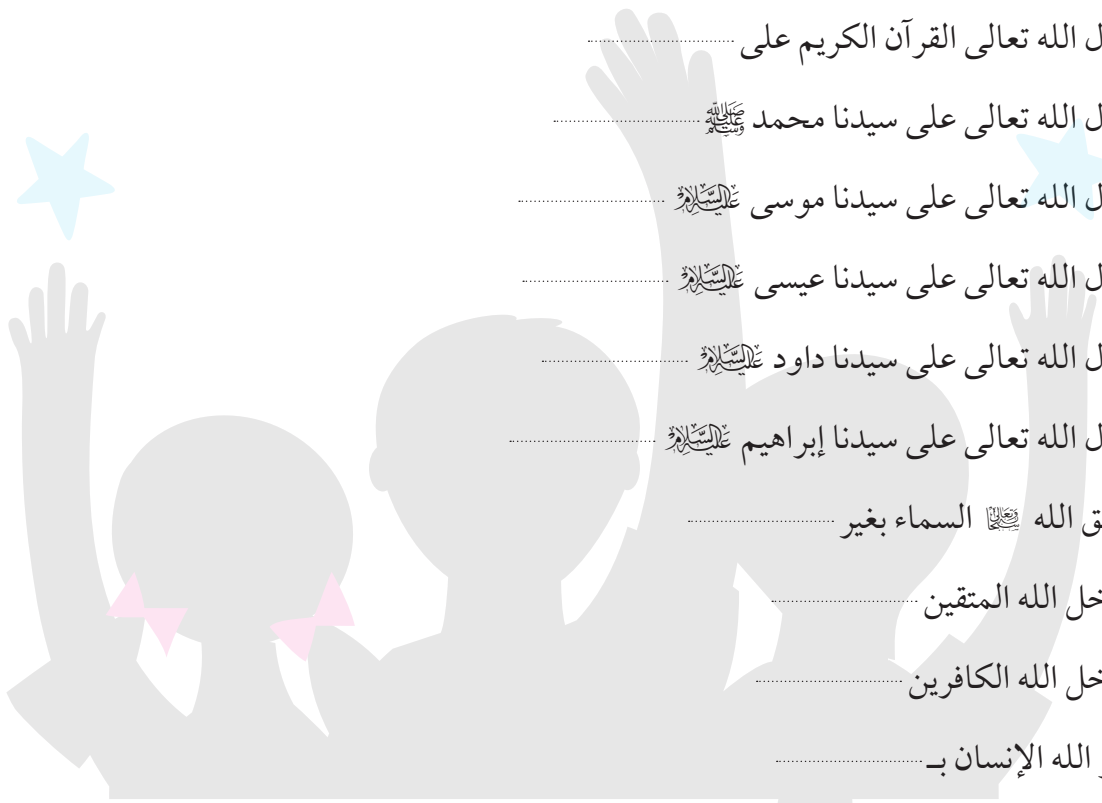 ل الله تعالى القرآن الكريم على ........................
ل الله تعالى على سيدنا محمد ﷺ ........................
ل الله تعالى على سيدنا موسى عليه السلام ........................
ل الله تعالى على سيدنا عيسى عليه السلام ........................
ل الله تعالى على سيدنا داود عليه السلام ........................
ل الله تعالى على سيدنا إبراهيم عليه السلام ........................
ق الله سبحانه وتعالى السماء بغير ........................
خل الله المتقين ........................
خل الله الكافرين ........................
الله الإنسان بـ ........................